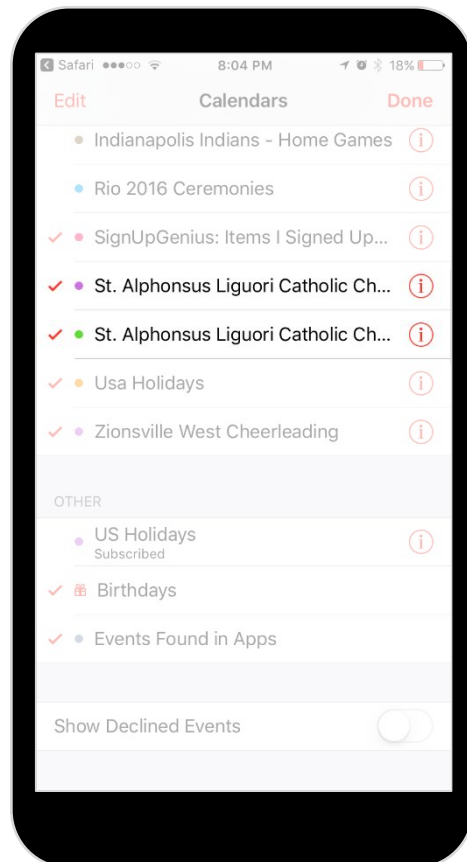 Safari 8:04 PM 18%
Edit Calendars Done
Indianapolis Indians - Home Games
Rio 2016 Ceremonies
SignUpGenius: Items I Signed Up...
St. Alphonsus Liguori Catholic Ch...
St. Alphonsus Liguori Catholic Ch...
Usa Holidays
Zionsville West Cheerleading
OTHER
US Holidays
Subscribed
Birthdays
Events Found in Apps
Show Declined Events